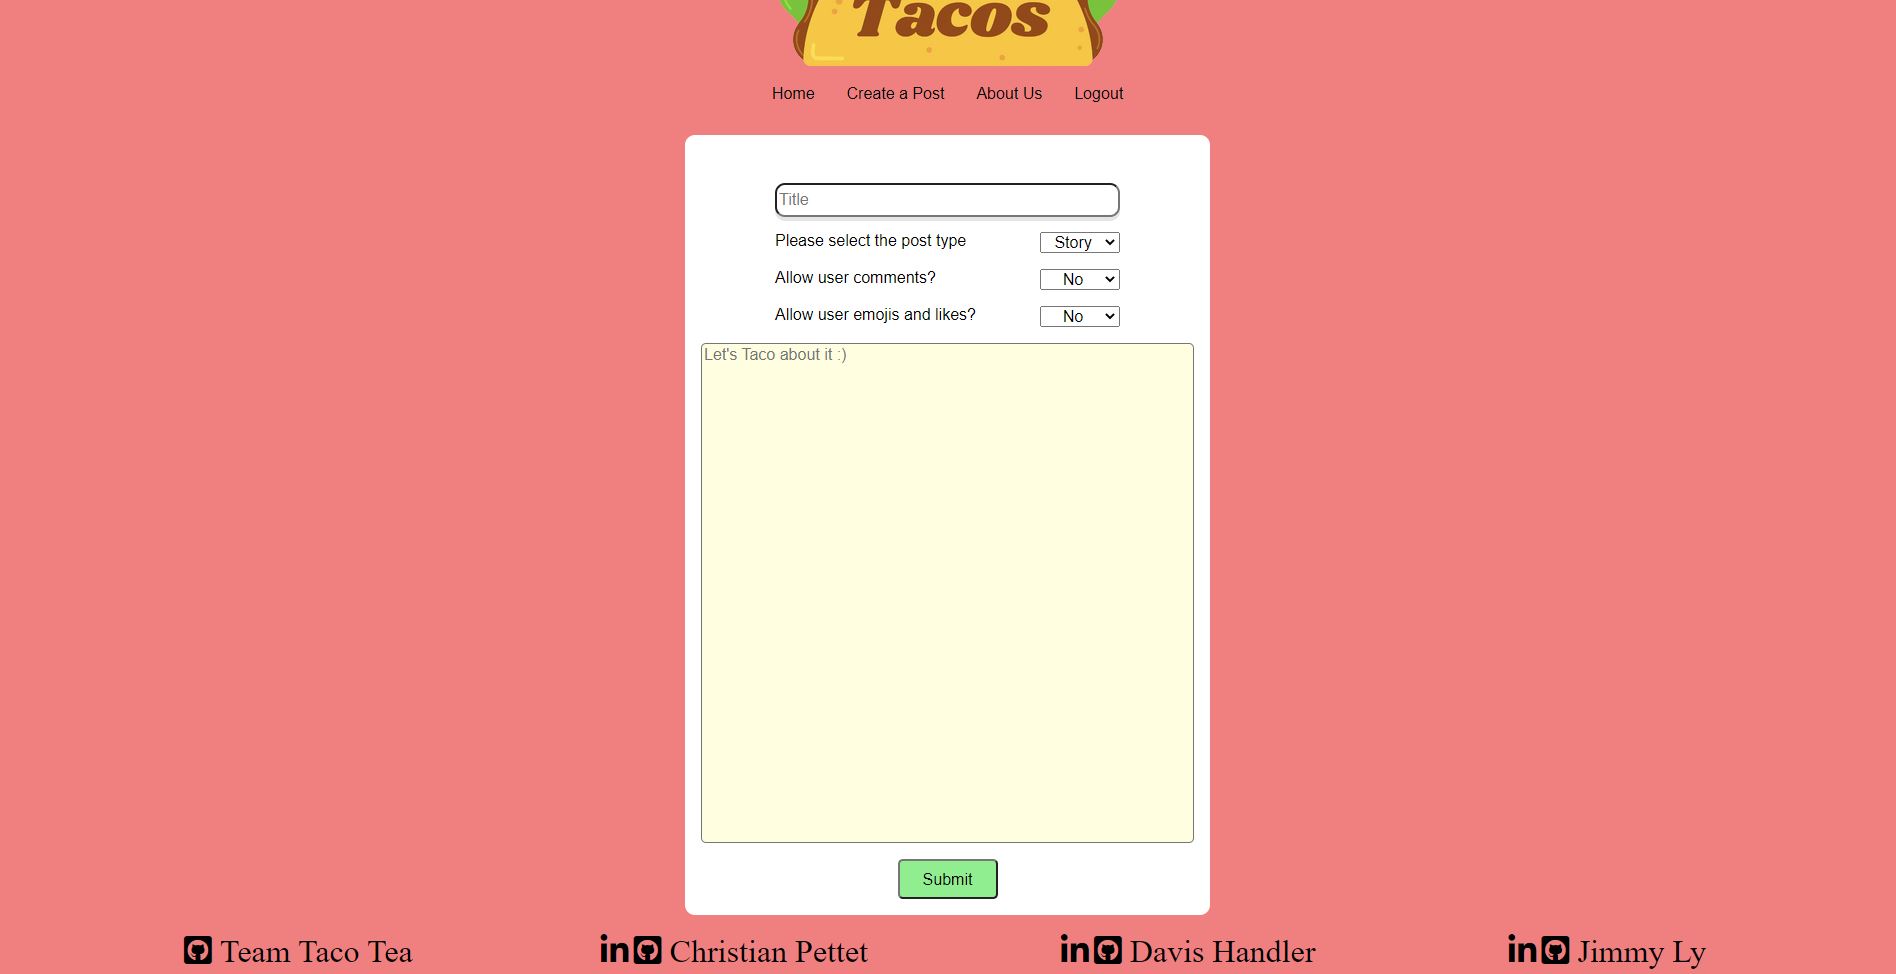 Tacos
Home Create a Post About Us Logout
Title
Please select the post type Story
Allow user comments? No
Allow user emojis and likes? No
Let's Taco about it :)
Submit
Team Taco Tea in Christian Pettet in Davis Handler in Jimmy Ly